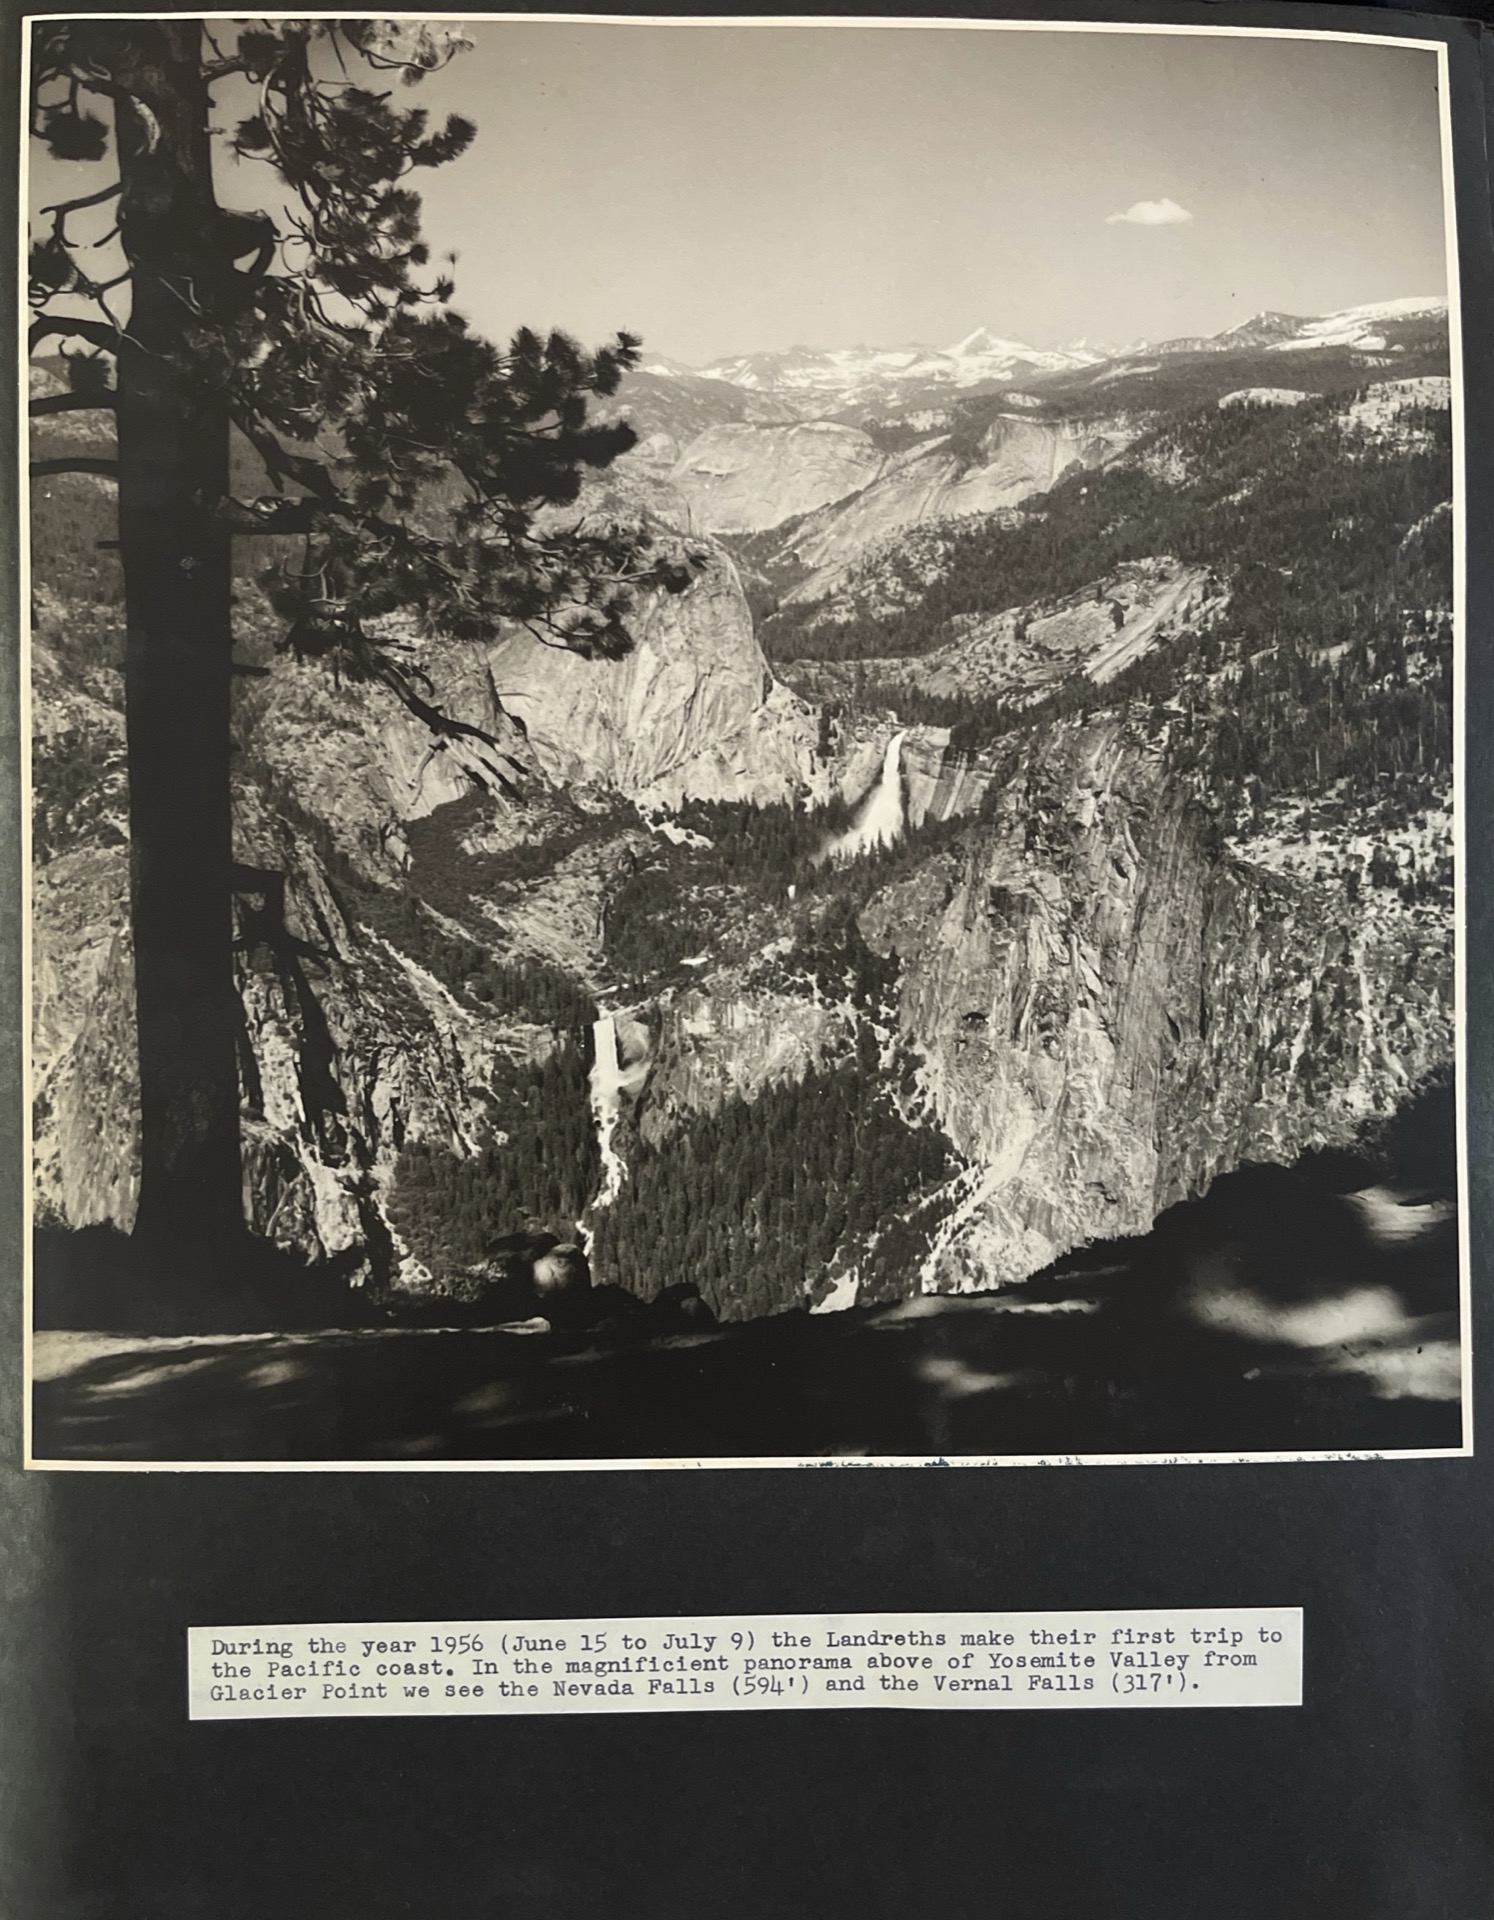 During the year 1956 (June 15 to July 9) the Landreths make their first trip to
the Pacific coast. In the magnificient panorama above of Yosemite Valley from
Glacier Point we see the Nevada Falls (594') and the Vernal Falls (317').